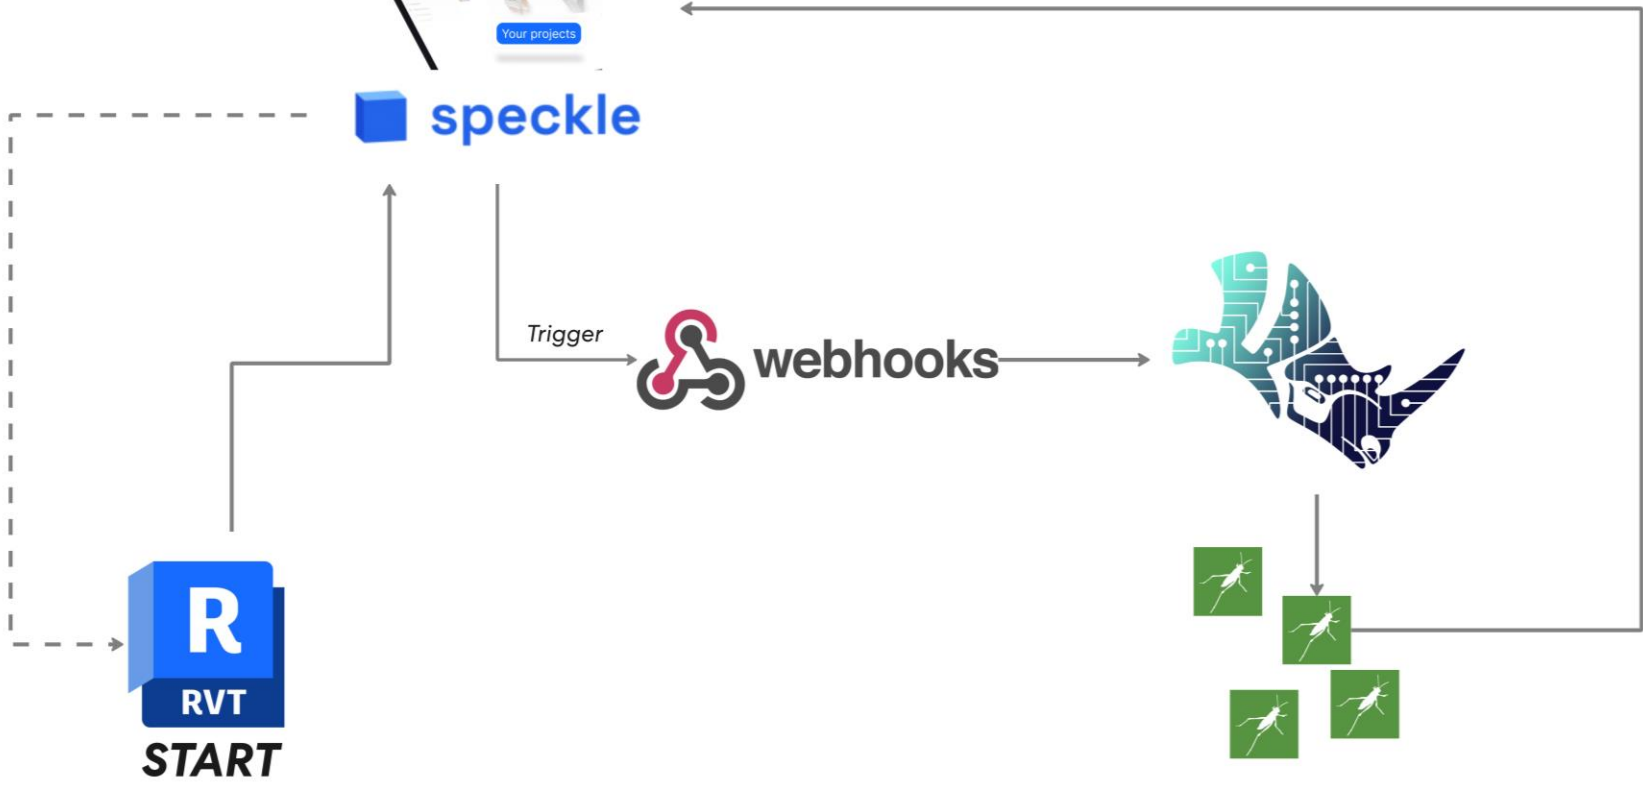 Your projects
speckle
Trigger
webhooks
R
RVT
START